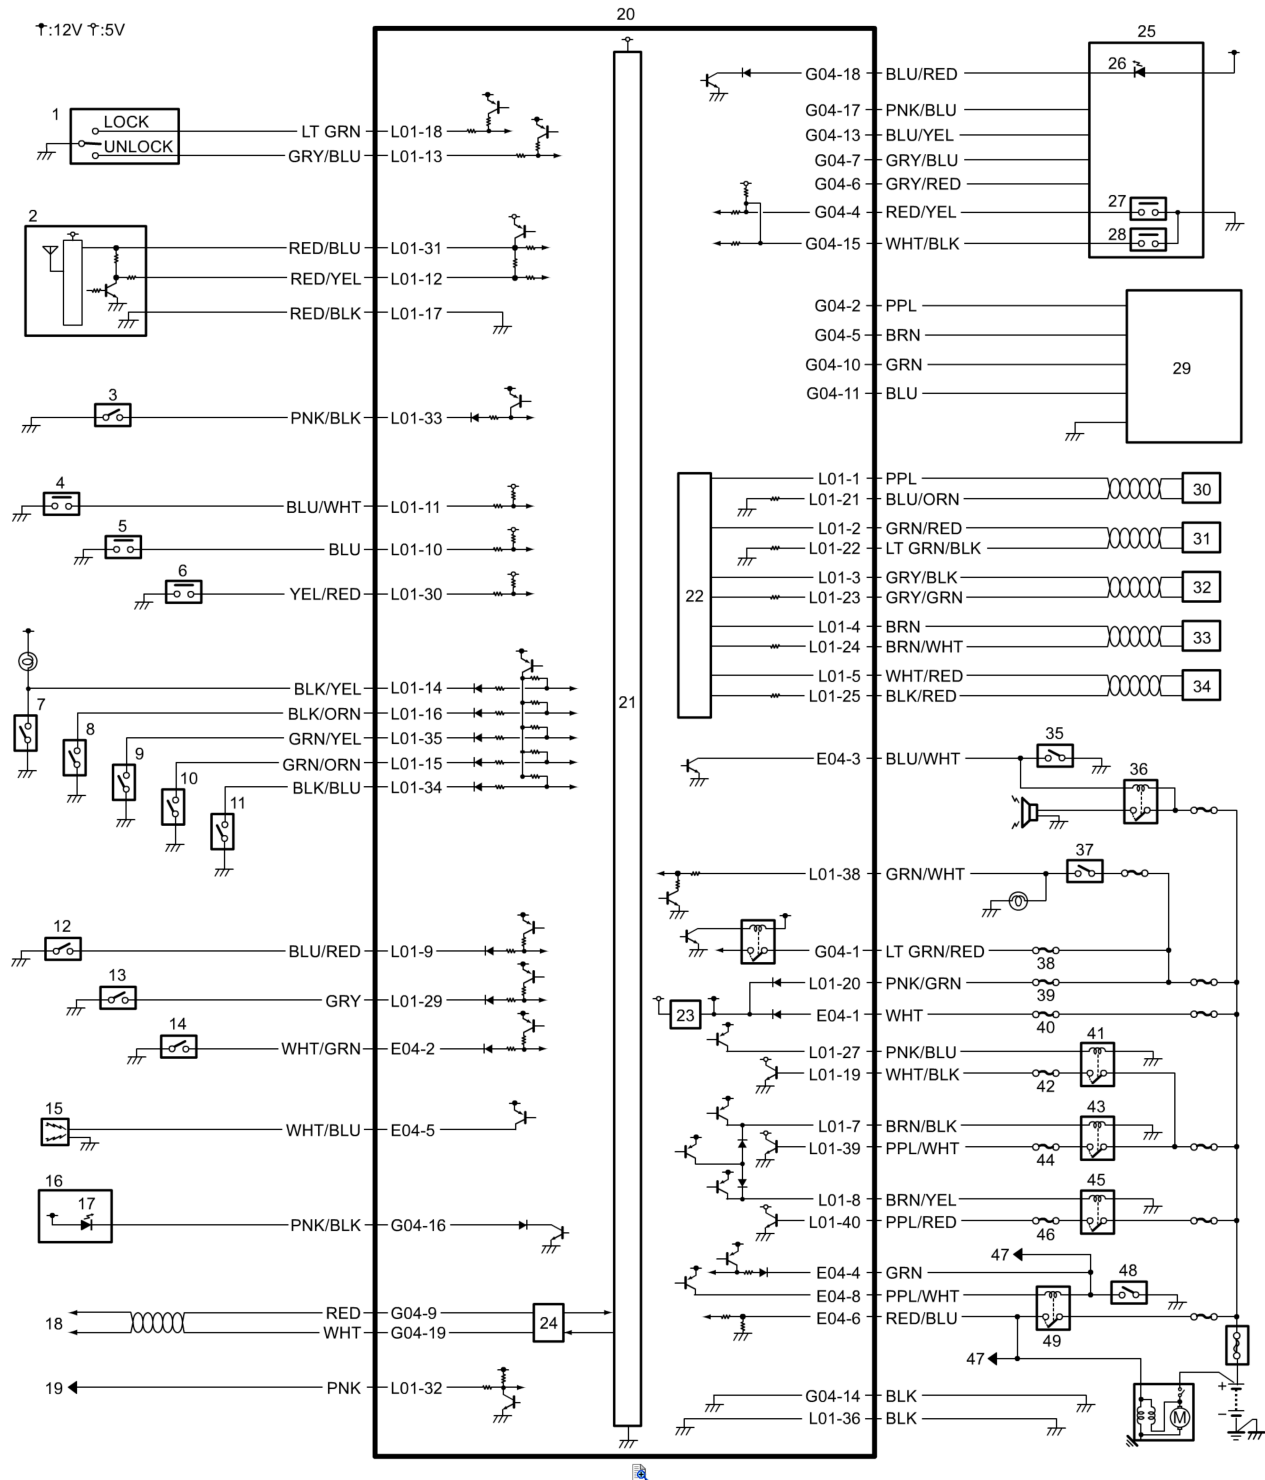 :12V :5V
20
1
LOCK
UNLOCK
LT GRN L01-18
GRY/BLU L01-13
2
RED/BLU L01-31
RED/YEL L01-12
RED/BLK L01-17
3
PNK/BLK L01-33
4
BLU/WHT L01-11
5
BLU L01-10
6
YEL/RED L01-30
7
BLK/YEL L01-14
8
BLK/ORN L01-16
9
GRN/YEL L01-35
10
GRN/ORN L01-15
11
BLK/BLU L01-34
12
BLU/RED L01-9
13
GRY L01-29
14
WHT/GRN E04-2
15
WHT/BLU E04-5
16
17
PNK/BLK G04-16
18
RED G04-9
WHT G04-19
24
19
PNK L01-32
21
25
26
G04-18 BLU/RED
G04-17 PNK/BLU
G04-13 BLU/YEL
G04-7 GRY/BLU
G04-6 GRY/RED
G04-4 RED/YEL
27
G04-15 WHT/BLK
28
G04-2 PPL
G04-5 BRN
G04-10 GRN
G04-11 BLU
29
22
L01-1 PPL
L01-21 BLU/ORN
30
L01-2 GRN/RED
L01-22 LT GRN/BLK
31
L01-3 GRY/BLK
L01-23 GRY/GRN
32
L01-4 BRN
L01-24 BRN/WHT
33
L01-5 WHT/RED
L01-25 BLK/RED
34
E04-3 BLU/WHT
35
36
L01-38 GRN/WHT
37
G04-1 LT GRN/RED
38
L01-20 PNK/GRN
39
23
E04-1 WHT
40
L01-27 PNK/BLU
41
L01-19 WHT/BLK
42
L01-7 BRN/BLK
43
L01-39 PPL/WHT
44
L01-8 BRN/YEL
45
L01-40 PPL/RED
46
47
E04-4 GRN
E04-8 PPL/WHT
48
E04-6 RED/BLU
49
47
G04-14 BLK
L01-36 BLK
M
+
−